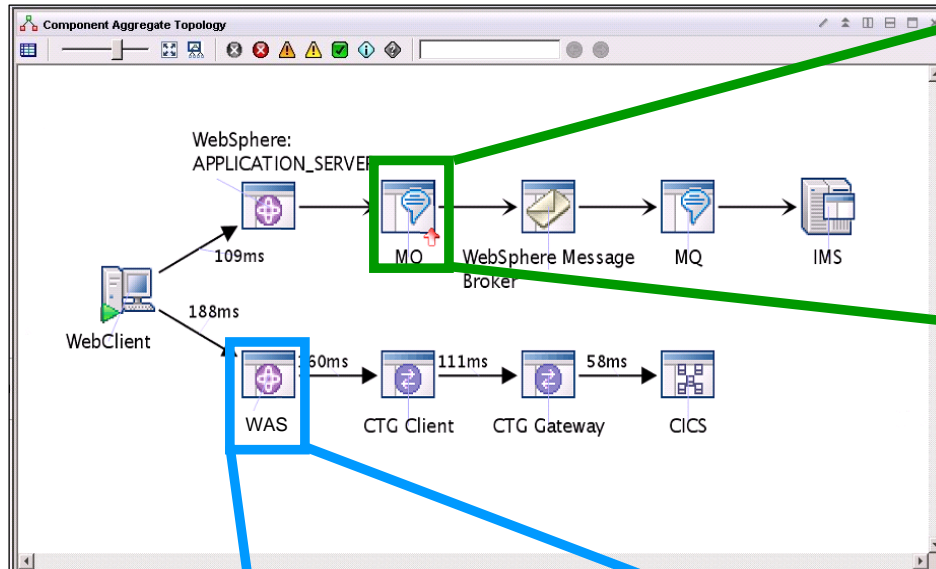 Component Aggregate Topology
WebSphere:
APPLICATION_SERVER
MQ
WebSphere Message
Broker
MQ
IMS
109ms
WebClient
188ms
160ms
111ms
58ms
WAS
CTG Client
CTG Gateway
CICS